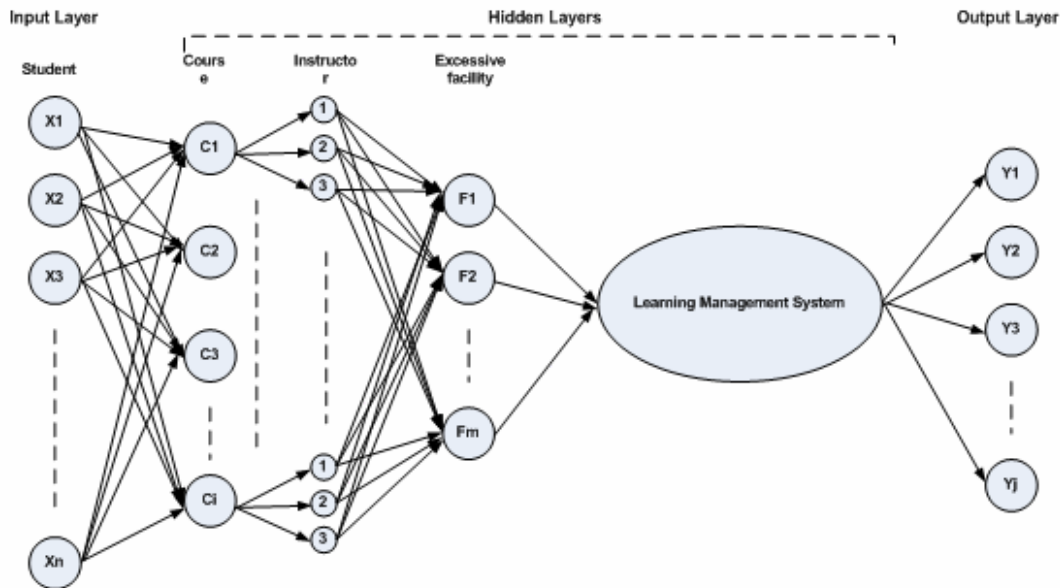 Input Layer
Hidden Layers
Output Layer
Student
Cours
e
Instructo
r
Excessive
facility
X1
X2
X3
Xn
C1
C2
C3
Ci
1
2
3
1
2
3
F1
F2
Fm
Learning Management System
Y1
Y2
Y3
Yj